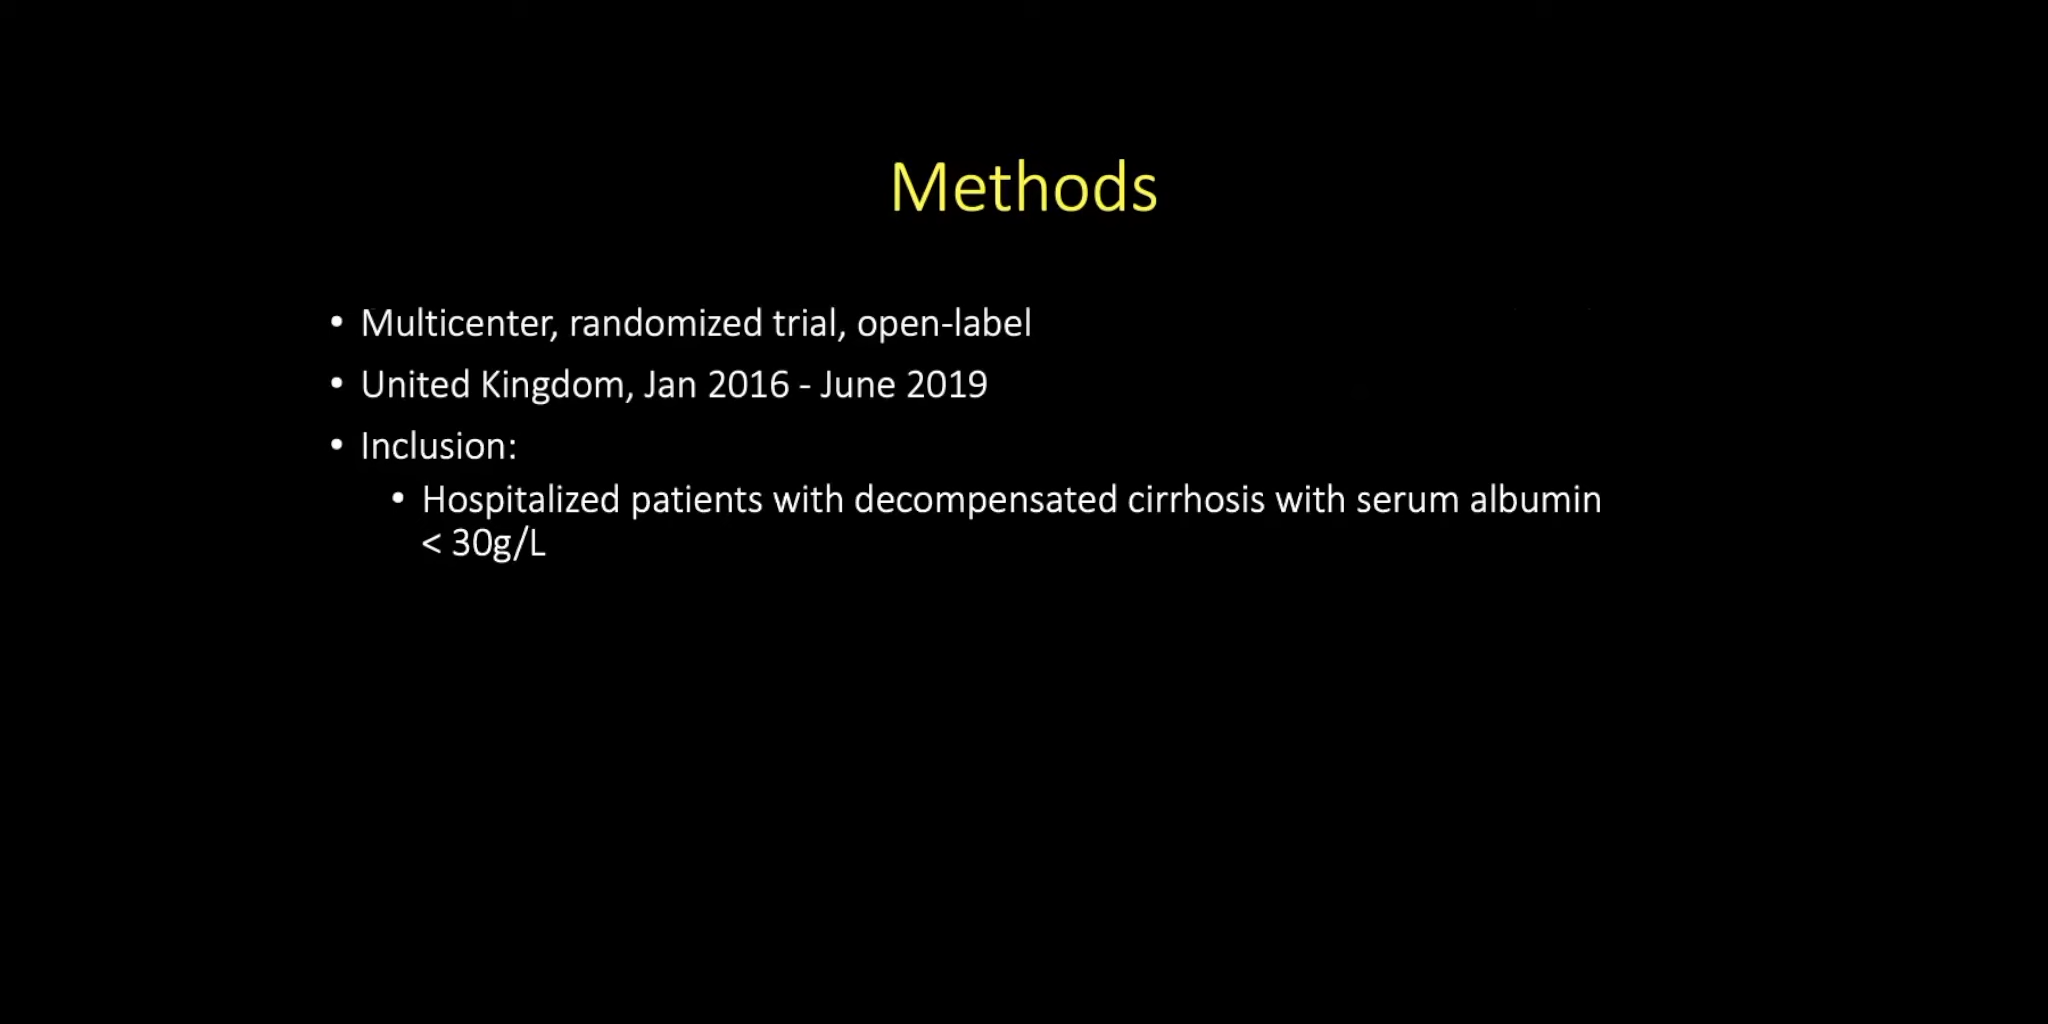 Methods
• Multicenter, randomized trial, open-label
• United Kingdom, Jan 2016 - June 2019
• Inclusion:
• Hospitalized patients with decompensated cirrhosis with serum albumin
< 30g/L